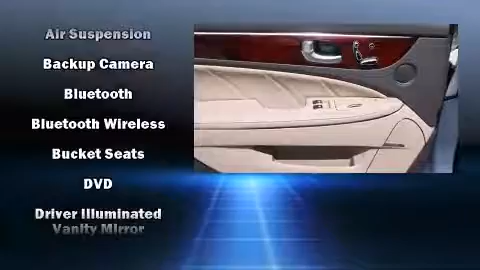 Air Suspension
Backup Camera
Bluetooth
Bluetooth Wireless
Bucket Seats
DVD
Driver Illuminated
Vanity Mirror